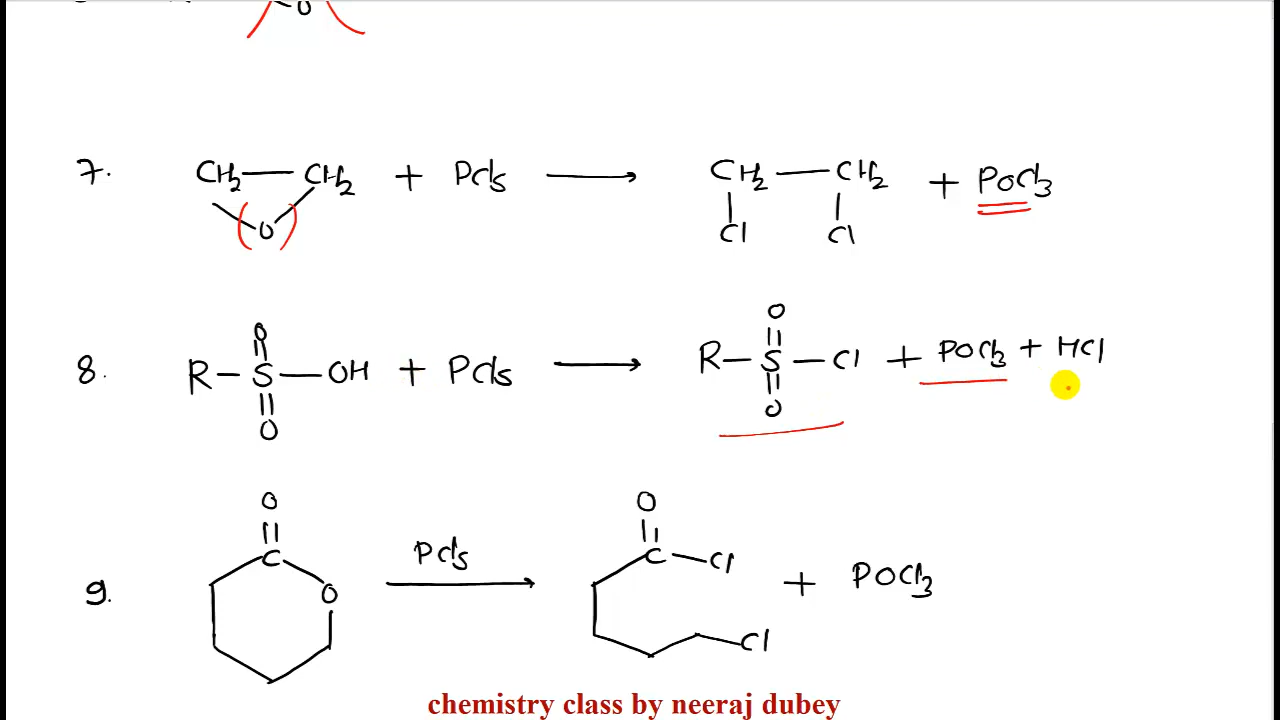 O
7. CH2 — CH2 + PCl5 ⟶ CH2 — CH2 + POCl3
O Cl Cl
O O
8. R – S – OH + PCl5 ⟶ R – S – Cl + POCl3 + HCl
O O
O O
9. C O PCl5 ⟶ C – Cl + POCl3
Cl
chemistry class by neeraj dubey